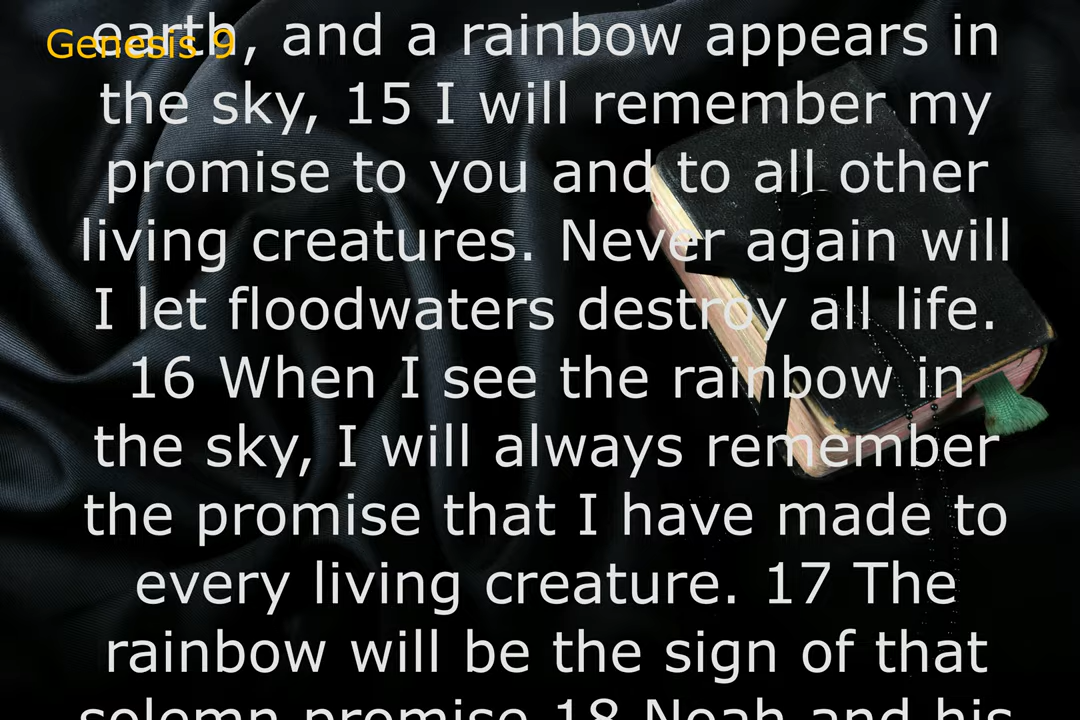 Genesis 9
earth, and a rainbow appears in
the sky, 15 I will remember my
promise to you and to all other
living creatures. Never again will
I let floodwaters destroy all life.
16 When I see the rainbow in
the sky, I will always remember
the promise that I have made to
every living creature. 17 The
rainbow will be the sign of that
solemn promise 18 Noah and his